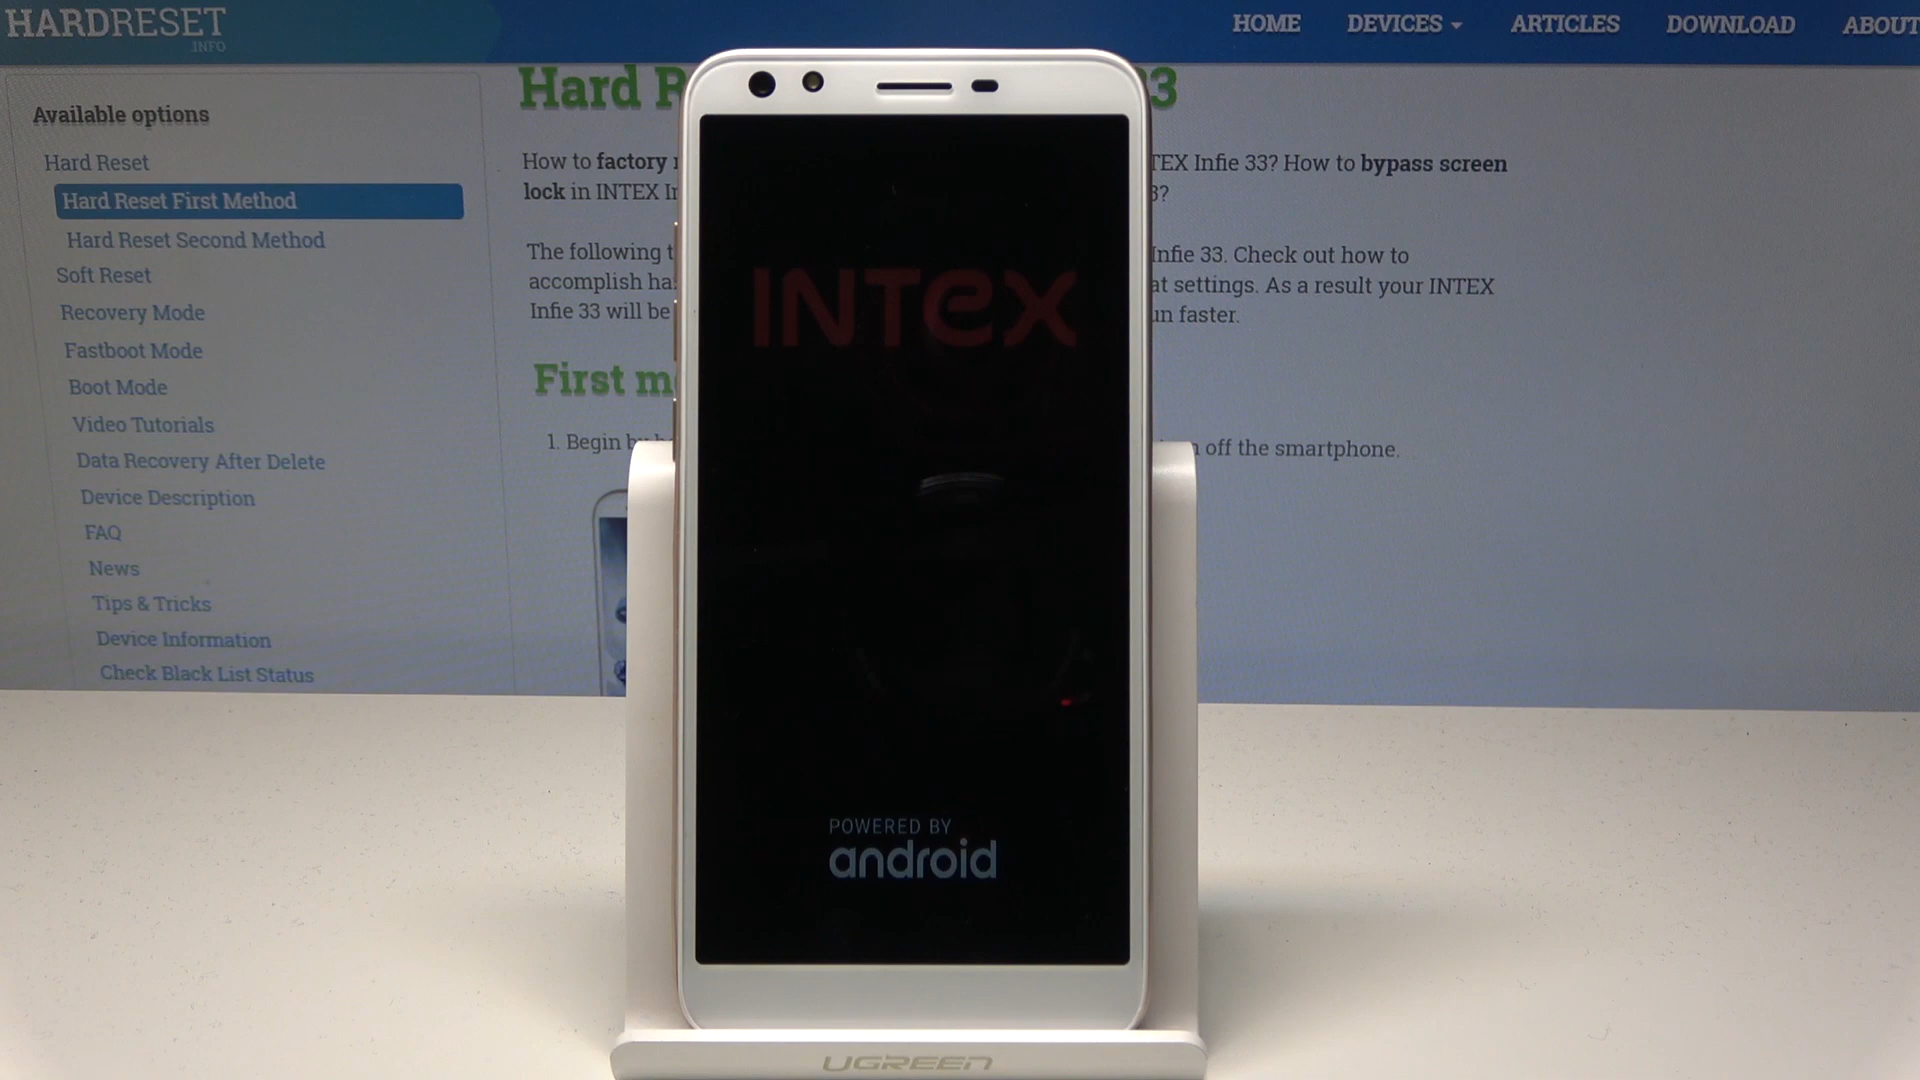 HARDRESET
.INFO
HOME DEVICES ARTICLES DOWNLOAD ABOUT
Available options
Hard Reset
Hard Reset First Method
Hard Reset Second Method
Soft Reset
Recovery Mode
Fastboot Mode
Boot Mode
Video Tutorials
Data Recovery After Delete
Device Description
FAQ
News
Tips & Tricks
Device Information
Check Black List Status
Hard 3
How to factory Infie 33? How to bypass screen
lock in INTEX
The following Infie 33. Check out how to
accomplish at settings. As a result your INTEX
Infie 33 will be faster.
First
1. Begin off the smartphone.
INTEX
POWERED BY
android
UGREEN